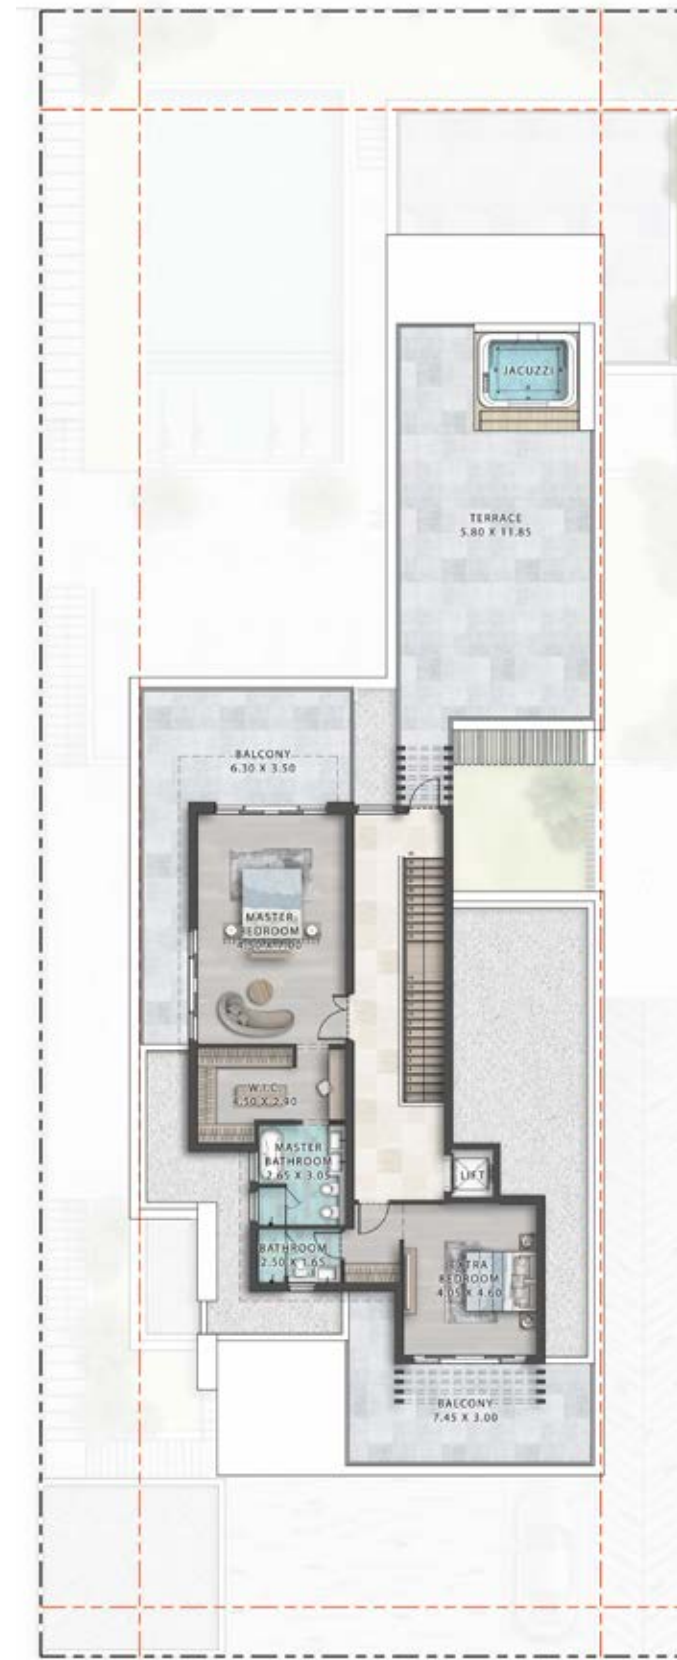 JACUZZI
TERRACE
5.80 X 11.85
BALCONY
6.30 X 3.50
MASTER
BEDROOM
W.I.C.
4.50 X 2.90
MASTER
BATHROOM
2.65 X 3.05
LIFT
BATHROOM
2.50 X 1.65
EXTRA
BEDROOM
4.05 X 4.60
BALCONY
7.45 X 3.00